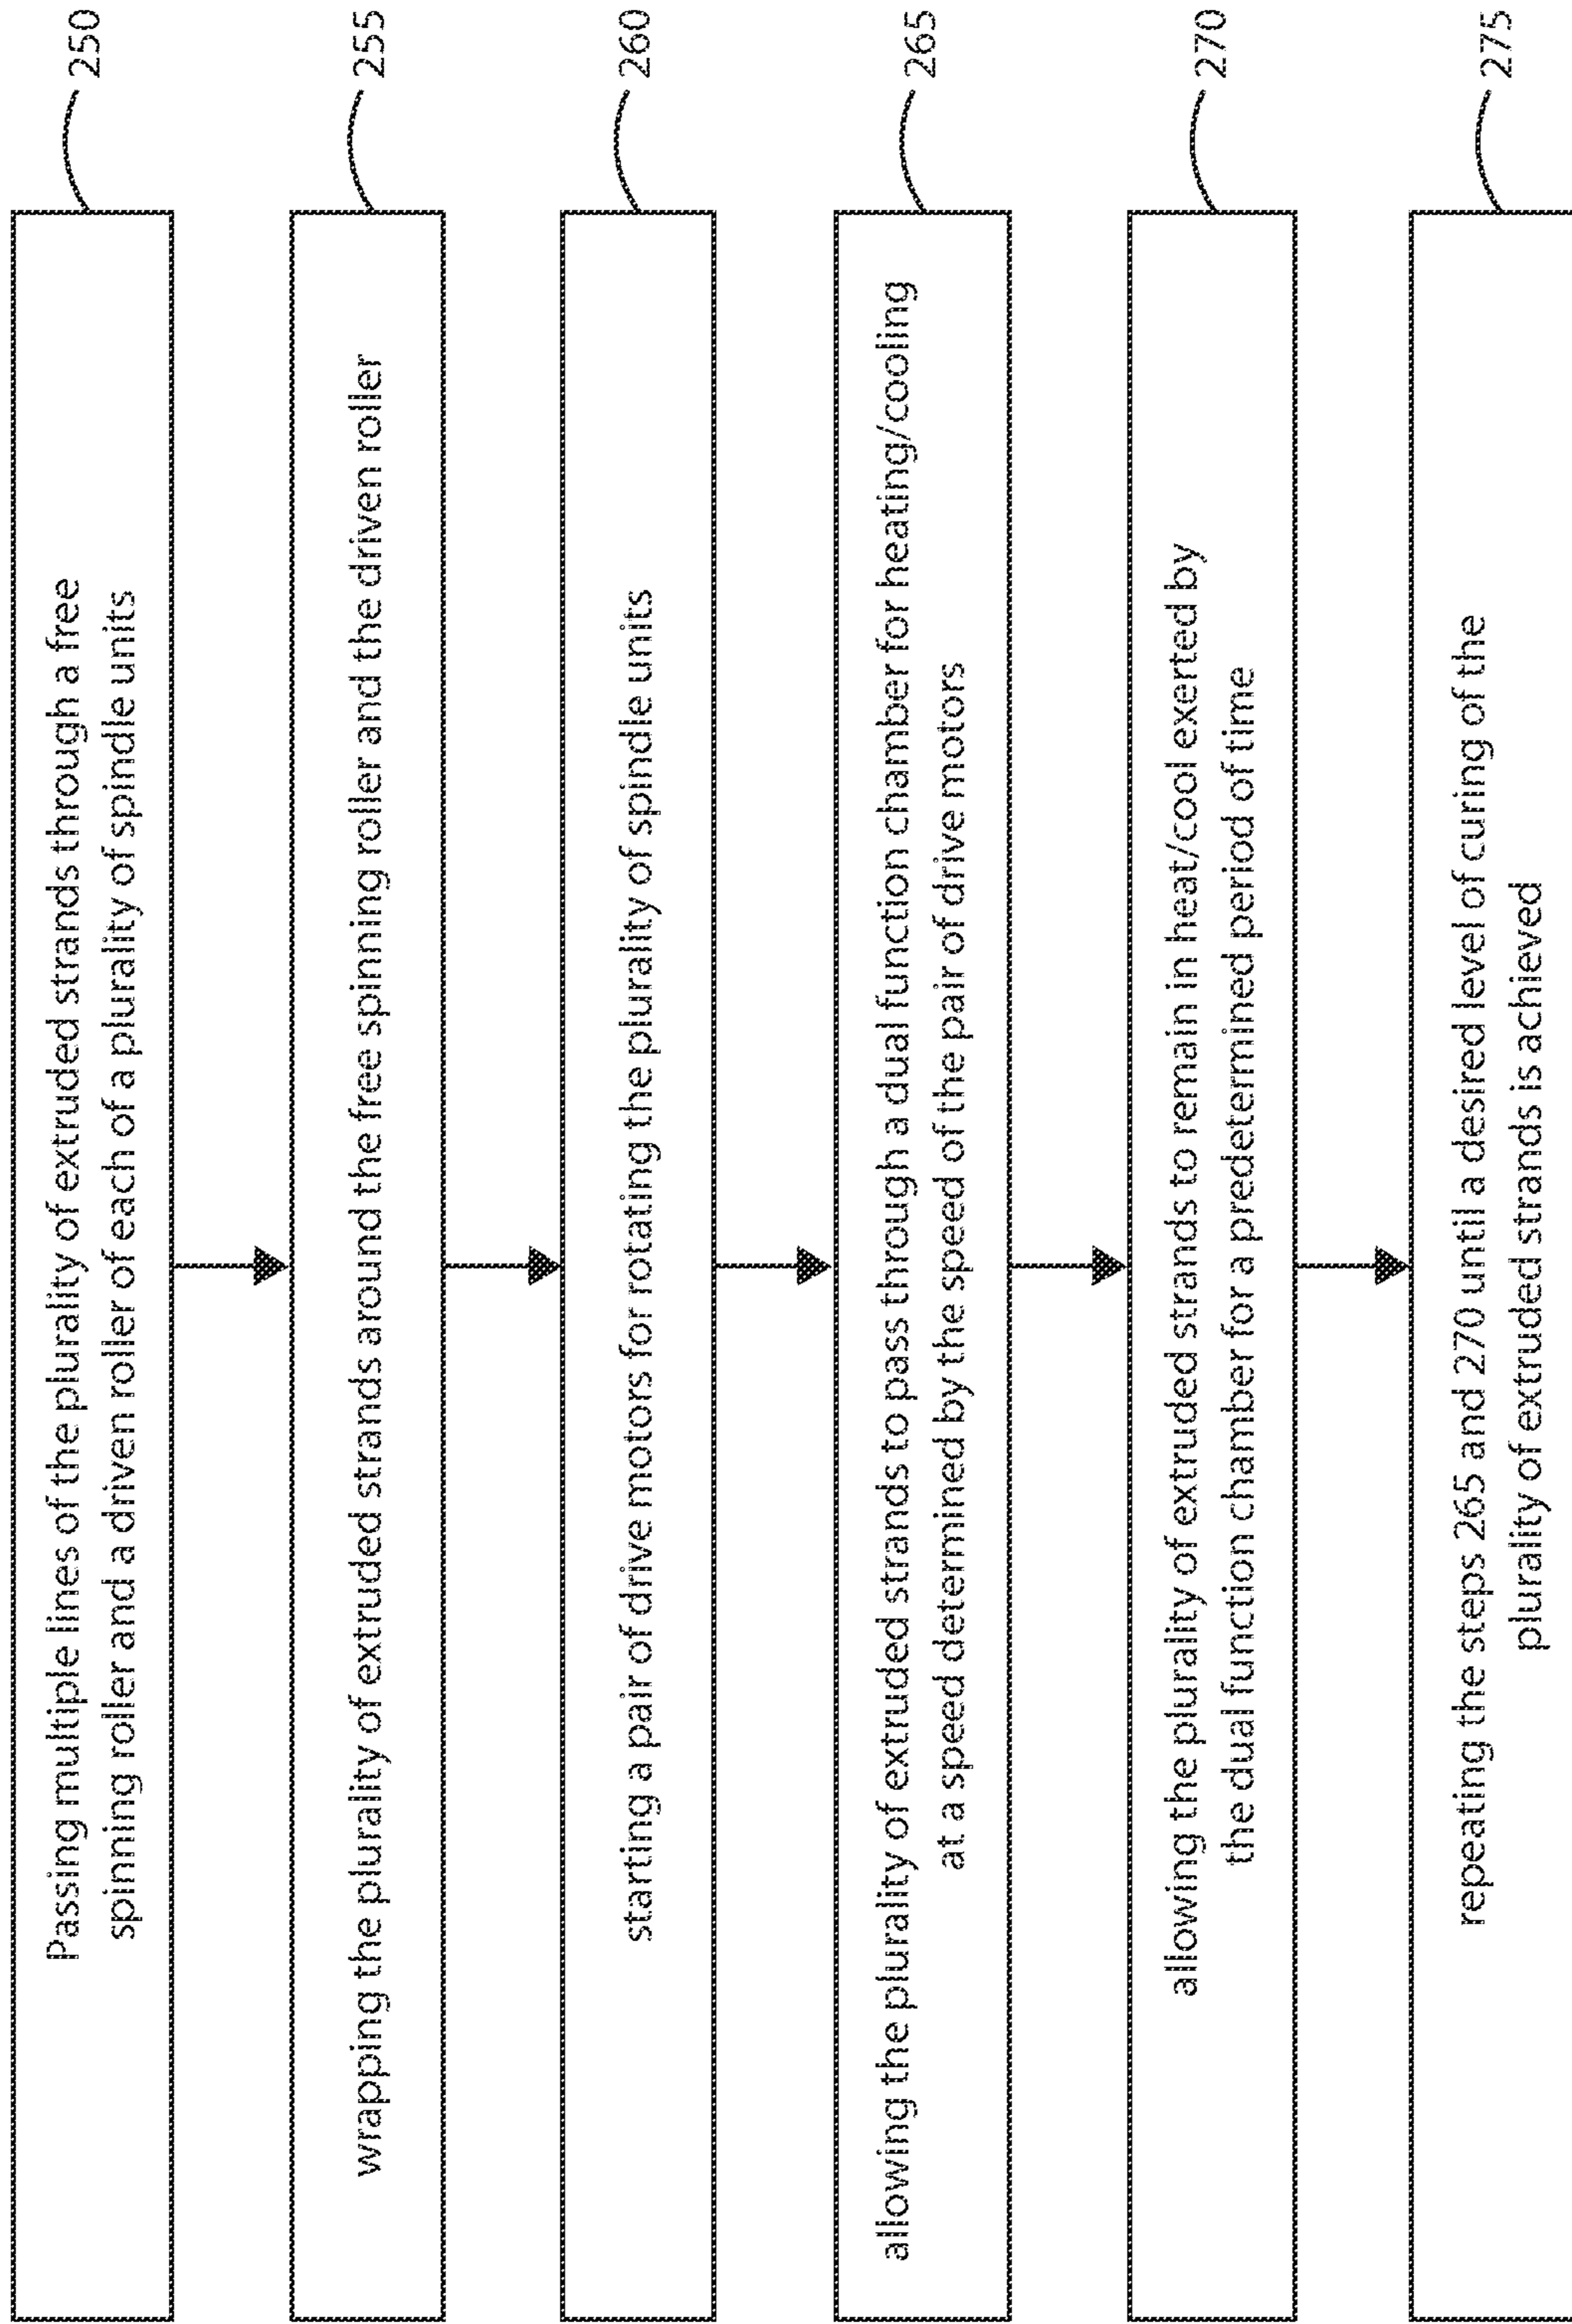 Passing multiple lines of the plurality of extruded strands through a free
spinning roller and a driven roller of each of a plurality of spindle units
250
wrapping the plurality of extruded strands around the free spinning roller and the driven roller
255
starting a pair of drive motors for rotating the plurality of spindle units
260
allowing the plurality of extruded strands to pass through a dual function chamber for heating/cooling
at a speed determined by the speed of the pair of drive motors
265
allowing the plurality of extruded strands to remain in heat/cool exerted by
the dual function chamber for a predetermined period of time
270
repeating the steps 265 and 270 until a desired level of curing of the
plurality of extruded strands is achieved
275